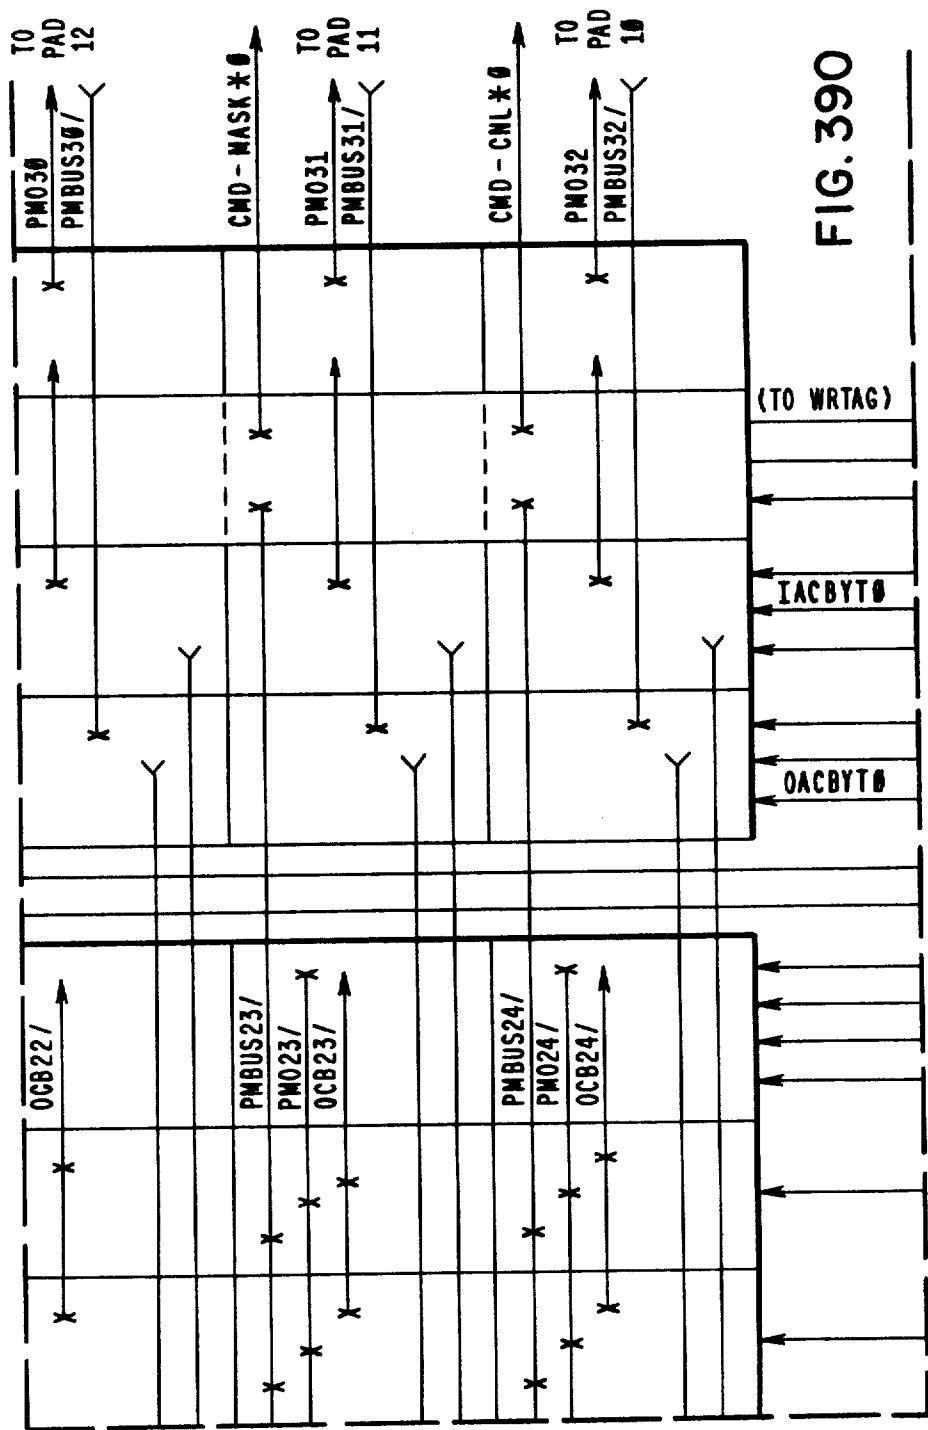 TO
PAD
12
PMO30
PMBUS30/
CMD-MASK*0
TO
PAD
11
PMO31
PMBUS31/
CMD-CNL*0
TO
PAD
10
PMO32
PMBUS32/
FIG. 390
(TO WRTAG)
IACBYT0
OACBYT0
OCB22/
PMBUS23/
PMO23/
OCB23/
PMBUS24/
PMO24/
OCB24/